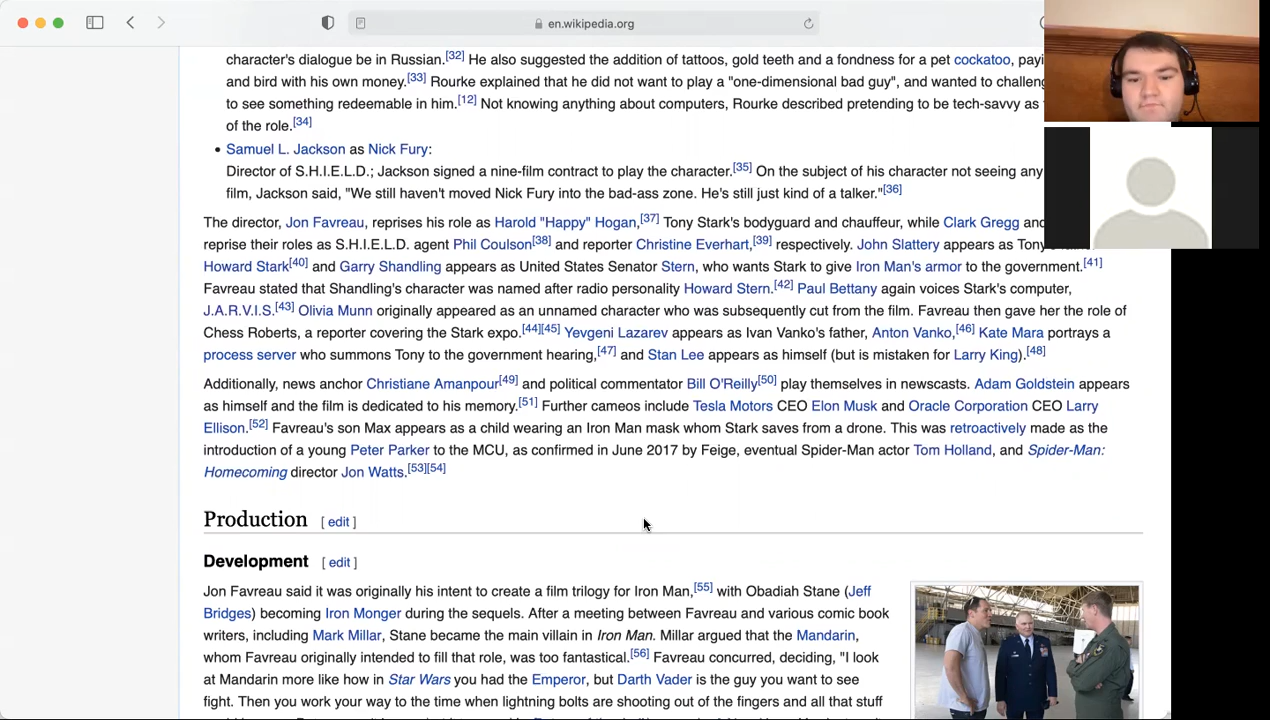 en.wikipedia.org
character's dialogue be in Russian.[32] He also suggested the addition of tattoos, gold teeth and a fondness for a pet cockatoo,
and bird with his own money.[33] Rourke explained that he did not want to play a "one-dimensional bad guy", and wanted to
to see something redeemable in him.[12] Not knowing anything about computers, Rourke described pretending to be tech-savvy as
of the role.[34]
• Samuel L. Jackson as Nick Fury:
Director of S.H.I.E.L.D.; Jackson signed a nine-film contract to play the character.[35] On the subject of his character not seeing any
film, Jackson said, "We still haven't moved Nick Fury into the bad-ass zone. He's still just kind of a talker."[36]
The director, Jon Favreau, reprises his role as Harold "Happy" Hogan,[37] Tony Stark's bodyguard and chauffeur, while Clark Gregg and
reprise their roles as S.H.I.E.L.D. agent Phil Coulson[38] and reporter Christine Everhart,[39] respectively. John Slattery appears as
Howard Stark[40] and Garry Shandling appears as United States Senator Stern, who wants Stark to give Iron Man's armor to the government.[41]
Favreau stated that Shandling's character was named after radio personality Howard Stern.[42] Paul Bettany again voices Stark's computer,
J.A.R.V.I.S.[43] Olivia Munn originally appeared as an unnamed character who was subsequently cut from the film. Favreau then gave her the role of
Chess Roberts, a reporter covering the Stark expo.[44][45] Yevgeni Lazarev appears as Ivan Vanko's father, Anton Vanko,[46] Kate Mara portrays a
process server who summons Tony to the government hearing,[47] and Stan Lee appears as himself (but is mistaken for Larry King).[48]
Additionally, news anchor Christiane Amanpour[49] and political commentator Bill O'Reilly[50] play themselves in newscasts. Adam Goldstein appears
as himself and the film is dedicated to his memory.[51] Further cameos include Tesla Motors CEO Elon Musk and Oracle Corporation CEO Larry
Ellison.[52] Favreau's son Max appears as a child wearing an Iron Man mask whom Stark saves from a drone. This was retroactively made as the
introduction of a young Peter Parker to the MCU, as confirmed in June 2017 by Feige, eventual Spider-Man actor Tom Holland, and Spider-Man:
Homecoming director Jon Watts.[53][54]
Production [ edit ]
Development [ edit ]
Jon Favreau said it was originally his intent to create a film trilogy for Iron Man,[55] with Obadiah Stane (Jeff
Bridges) becoming Iron Monger during the sequels. After a meeting between Favreau and various comic book
writers, including Mark Millar, Stane became the main villain in Iron Man. Millar argued that the Mandarin,
whom Favreau originally intended to fill that role, was too fantastical.[56] Favreau concurred, deciding, "I look
at Mandarin more like how in Star Wars you had the Emperor, but Darth Vader is the guy you want to see
fight. Then you work your way to the time when lightning bolts are shooting out of the fingers and all that stuff